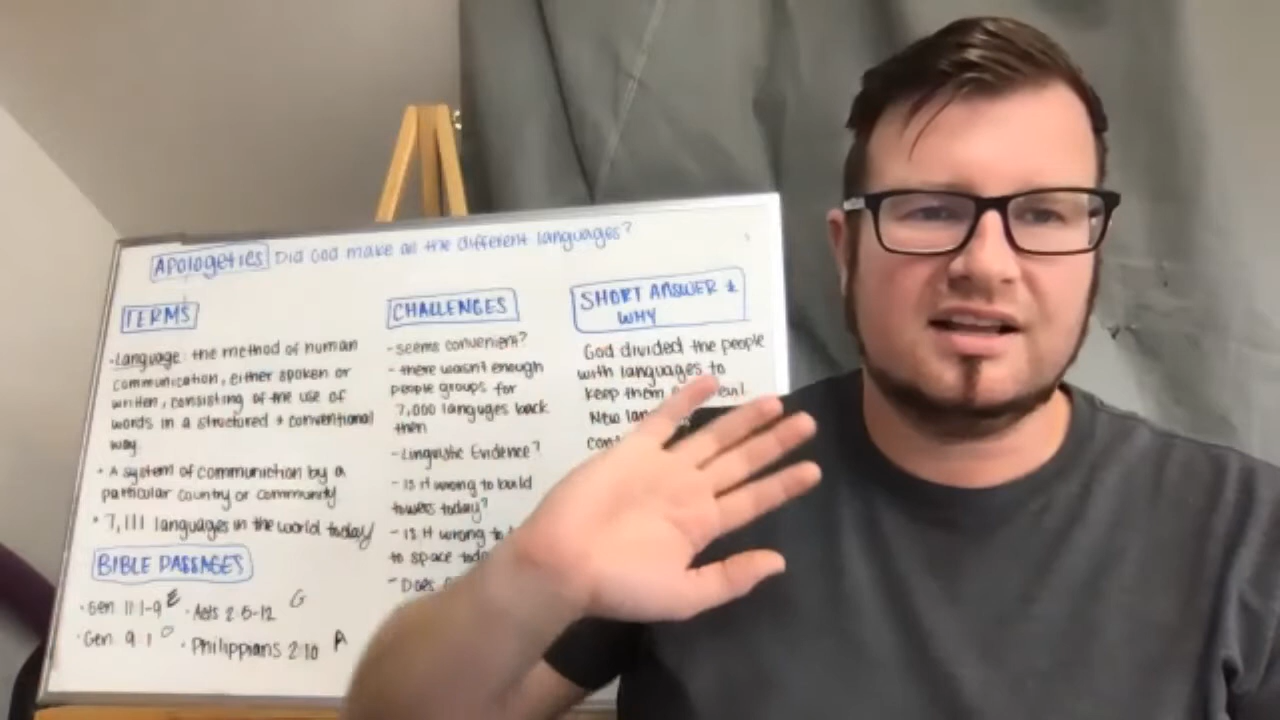 Apologetics Did God make all the different languages?
TERMS
• Language: the method of human
communication, either spoken or
written, consisting of the use of
words in a structured + conventional
way.
• A system of communiction by a
particular country or community
• 7,111 languages in the world today
BIBLE PASSAGES
• Gen 11:1-9 E • Acts 2:5-12 G
• Gen 9:1 O • Philippians 2:10 A
CHALLENGES
- seems convenient?
- there wasn't enough
people groups for
7,000 languges back
then
- Linguistic Evidence?
- Is it wrong to build
towers today?
- Is it wrong to
to space
- Does
SHORT ANSWER +
WHY
God divided the people
with languages to
keep them evil
New